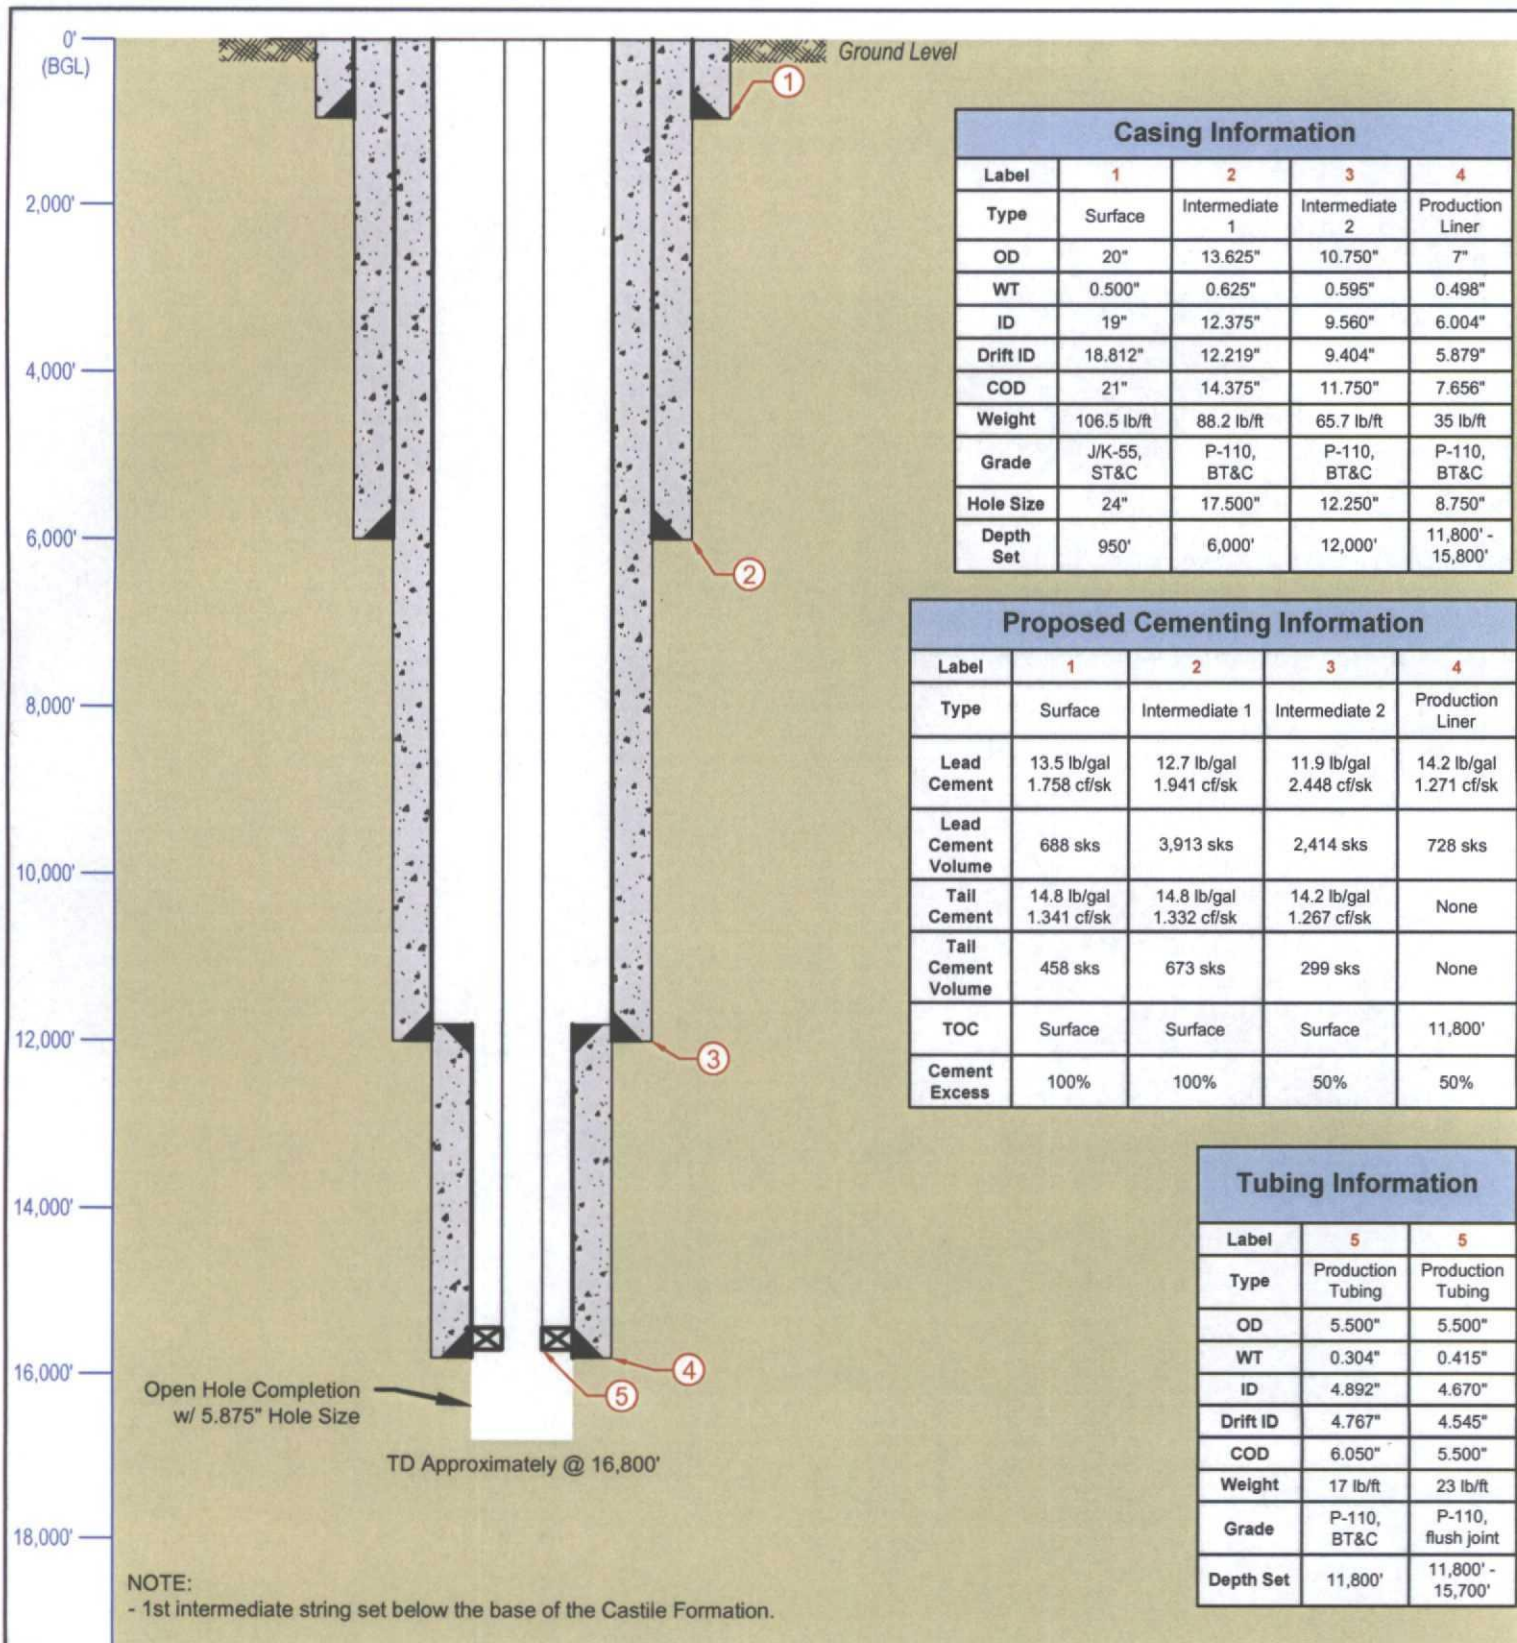 0'
(BGL)
2,000'
4,000'
6,000'
8,000'
10,000'
12,000'
14,000'
16,000'
18,000'
Ground Level
1
2
3
4
5
Open Hole Completion
w/ 5.875" Hole Size
TD Approximately @ 16,800'
NOTE:
- 1st intermediate string set below the base of the Castile Formation.
Casing Information
Label 1 2 3 4
Type Surface Intermediate 1 Intermediate 2 Production Liner
OD 20" 13.625" 10.750" 7"
WT 0.500" 0.625" 0.595" 0.498"
ID 19" 12.375" 9.560" 6.004"
Drift ID 18.812" 12.219" 9.404" 5.879"
COD 21" 14.375" 11.750" 7.656"
Weight 106.5 lb/ft 88.2 lb/ft 65.7 lb/ft 35 lb/ft
Grade J/K-55, ST&C P-110, BT&C P-110, BT&C P-110, BT&C
Hole Size 24" 17.500" 12.250" 8.750"
Depth Set 950' 6,000' 12,000' 11,800' - 15,800'
Proposed Cementing Information
Label 1 2 3 4
Type Surface Intermediate 1 Intermediate 2 Production Liner
Lead Cement 13.5 lb/gal 1.758 cf/sk 12.7 lb/gal 1.941 cf/sk 11.9 lb/gal 2.448 cf/sk 14.2 lb/gal 1.271 cf/sk
Lead Cement Volume 688 sks 3,913 sks 2,414 sks 728 sks
Tail Cement 14.8 lb/gal 1.341 cf/sk 14.8 lb/gal 1.332 cf/sk 14.2 lb/gal 1.267 cf/sk None
Tail Cement Volume 458 sks 673 sks 299 sks None
TOC Surface Surface Surface 11,800'
Cement Excess 100% 100% 50% 50%
Tubing Information
Label 5 5
Type Production Tubing Production Tubing
OD 5.500" 5.500"
WT 0.304" 0.415"
ID 4.892" 4.670"
Drift ID 4.767" 4.545"
COD 6.050" 5.500"
Weight 17 lb/ft 23 lb/ft
Grade P-110, BT&C P-110, flush joint
Depth Set 11,800' 11,800' - 15,700'